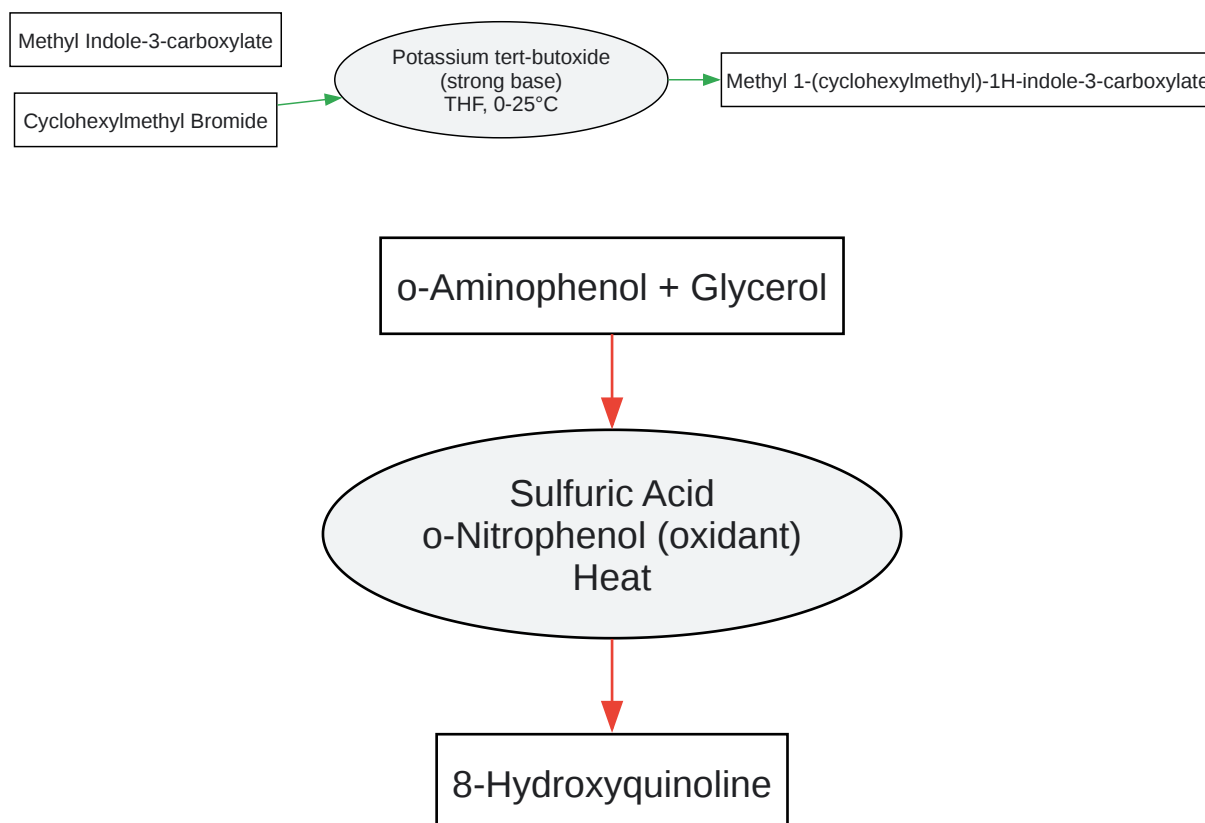 Methyl Indole-3-carboxylate
Cyclohexylmethyl Bromide
Potassium tert-butoxide
(strong base)
THF, 0-25°C
Methyl 1-(cyclohexylmethyl)-1H-indole-3-carboxylate
o-Aminophenol + Glycerol
Sulfuric Acid
o-Nitrophenol (oxidant)
Heat
8-Hydroxyquinoline